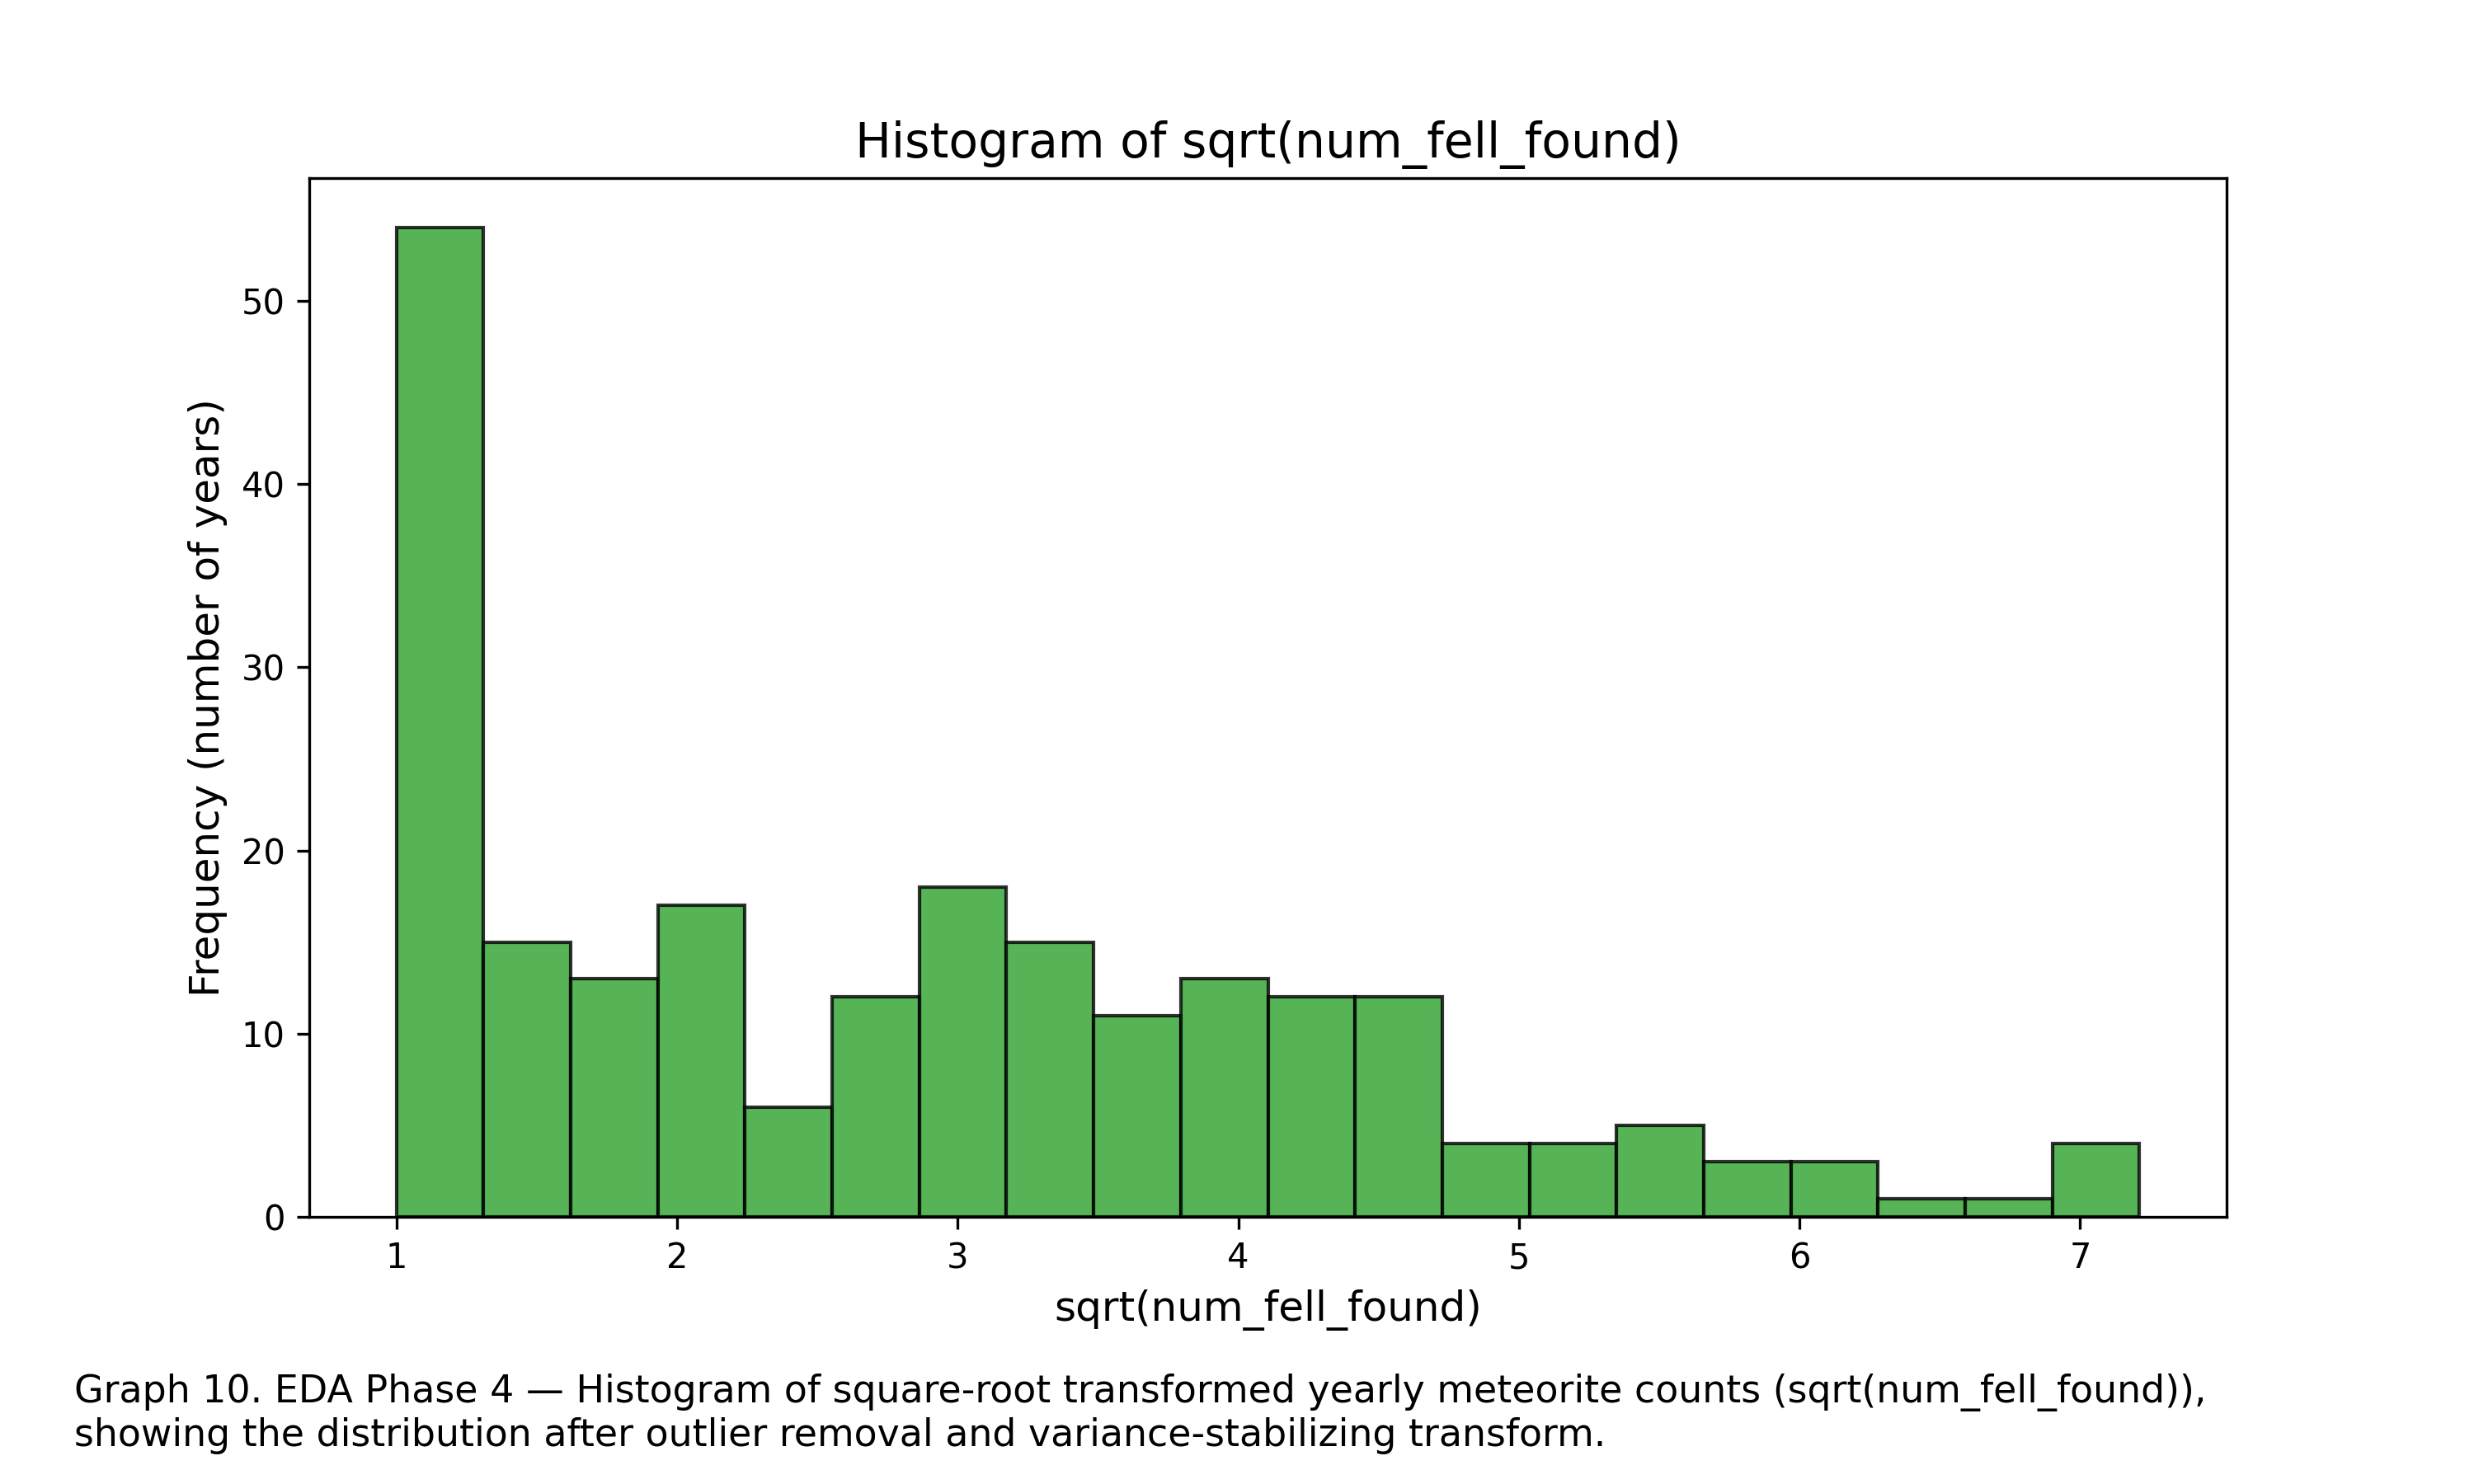 Histogram of sqrt(num_fell_found)
Frequency (number of years)
50
40
30
20
10
0
1 2 3 4 5 6 7
sqrt(num_fell_found)
Graph 10. EDA Phase 4 — Histogram of square-root transformed yearly meteorite counts (sqrt(num_fell_found)),
showing the distribution after outlier removal and variance-stabilizing transform.